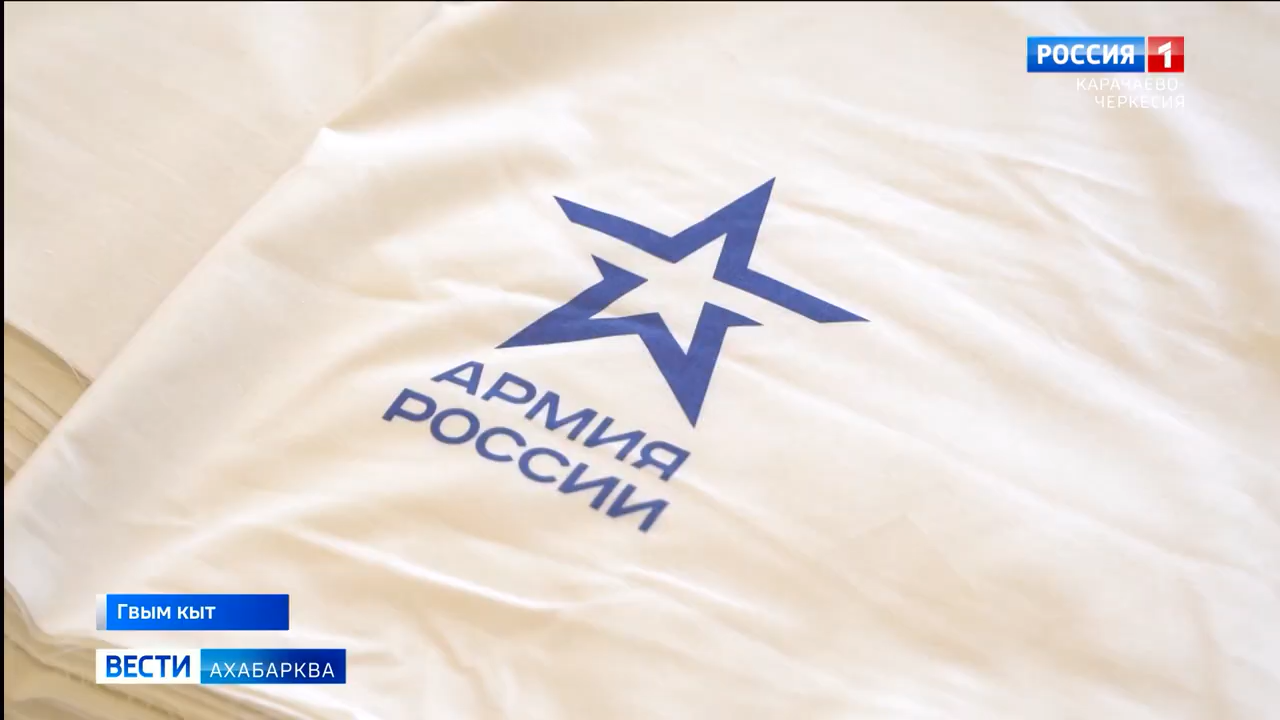 РОССИЯ 1
КАРАЧАЕВО-
ЧЕРКЕСИЯ
АРМИЯ
РОССИИ
Гвым кыт
ВЕСТИ АХАБАРКВА